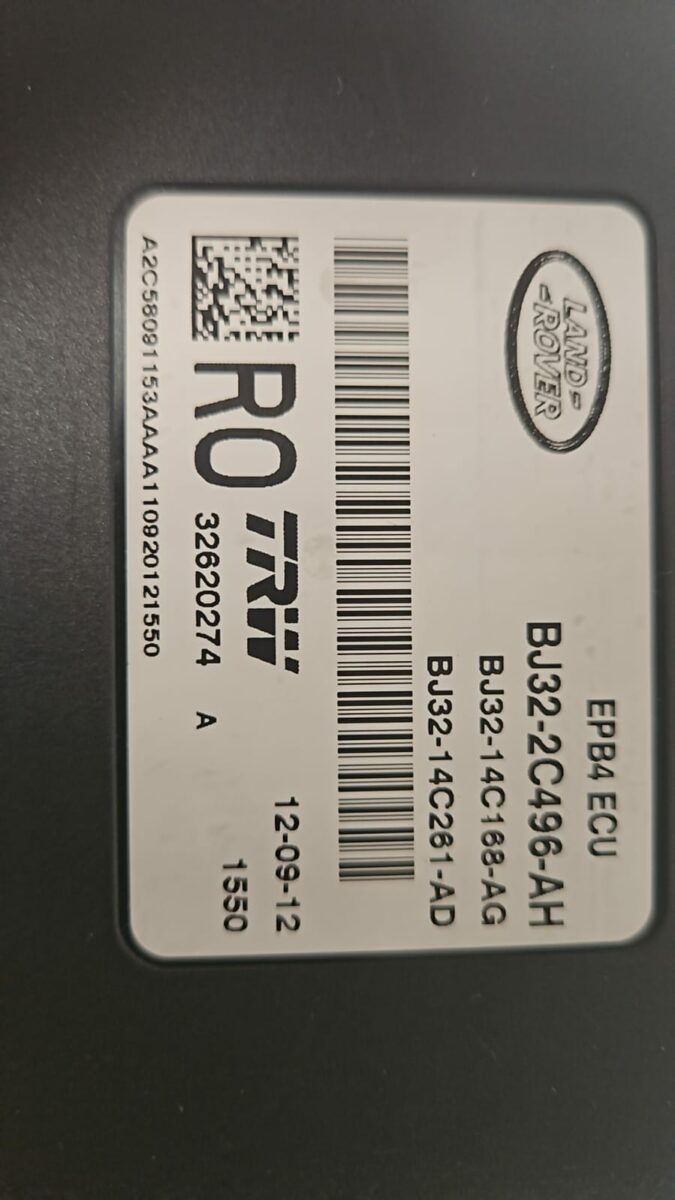 LAND-
-ROVER
EPB4 ECU
BJ32-2C496-AH
BJ32-14C168-AG
BJ32-14C261-AD
RO
TRW
12-09-12
32620274 A
1550
A2C58091153AAAA110920121550